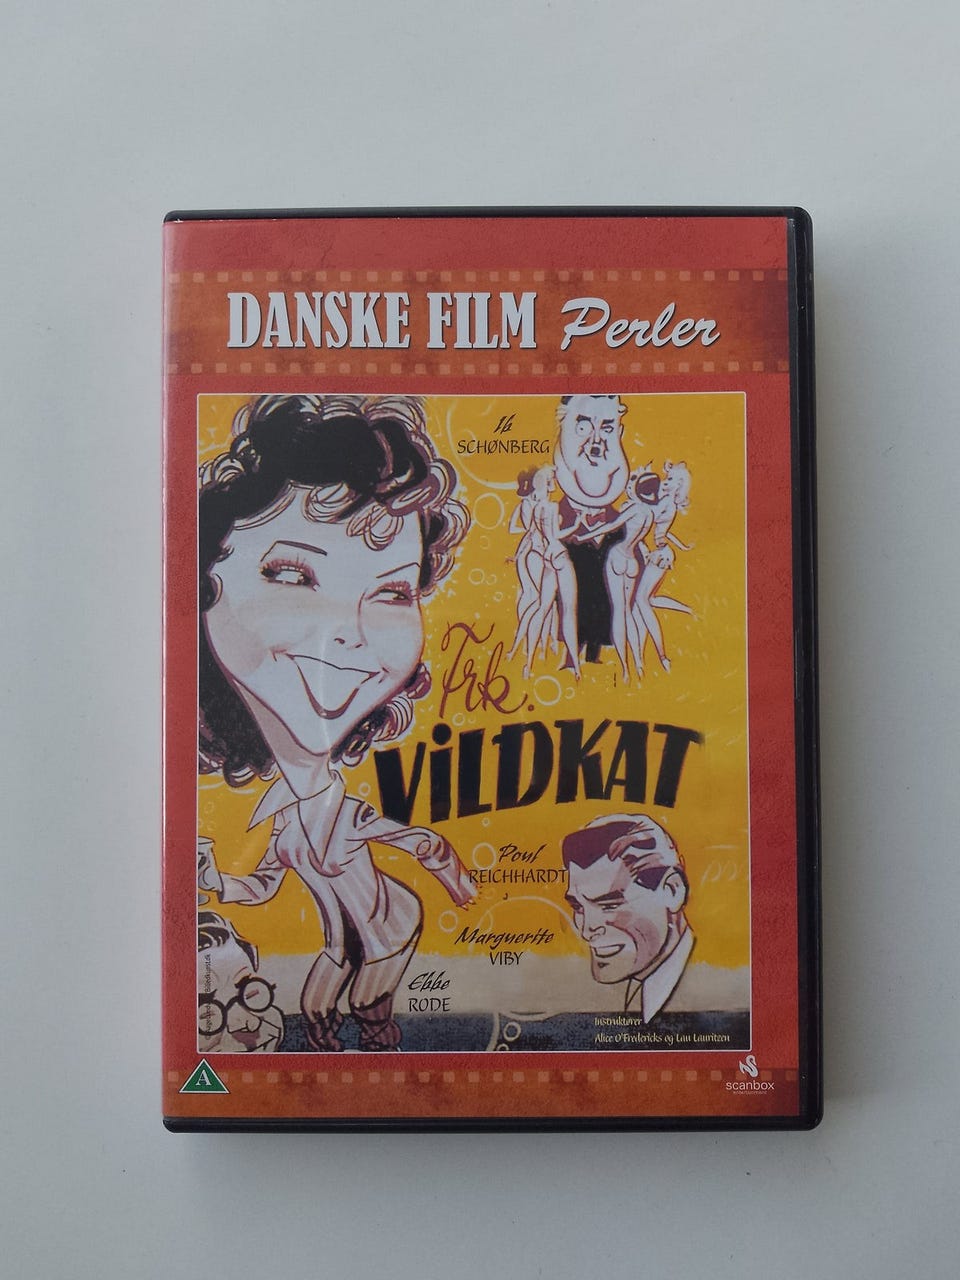 DANSKE FILM Perler
Ib
SCHØNBERG
Frk.
VILDKAT
Poul
REICHHARDT
Marguerite
VIBY
Ebbe
RODE
Instruktører
Alice O'Fredericks og Lau Lauritzen
A
scanbox
entertainment